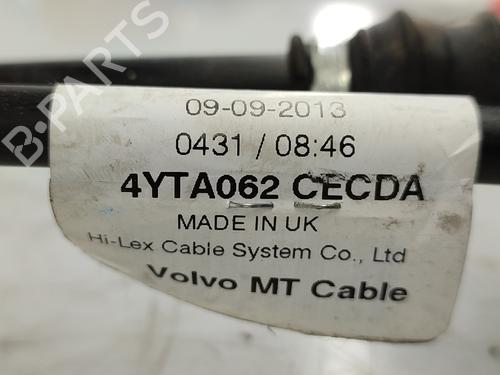 09-09-2013
0431 / 08:46
4YTA062 CECDA
MADE IN UK
Hi-Lex Cable System Co., Ltd
Volvo MT Cable
B-PARTS